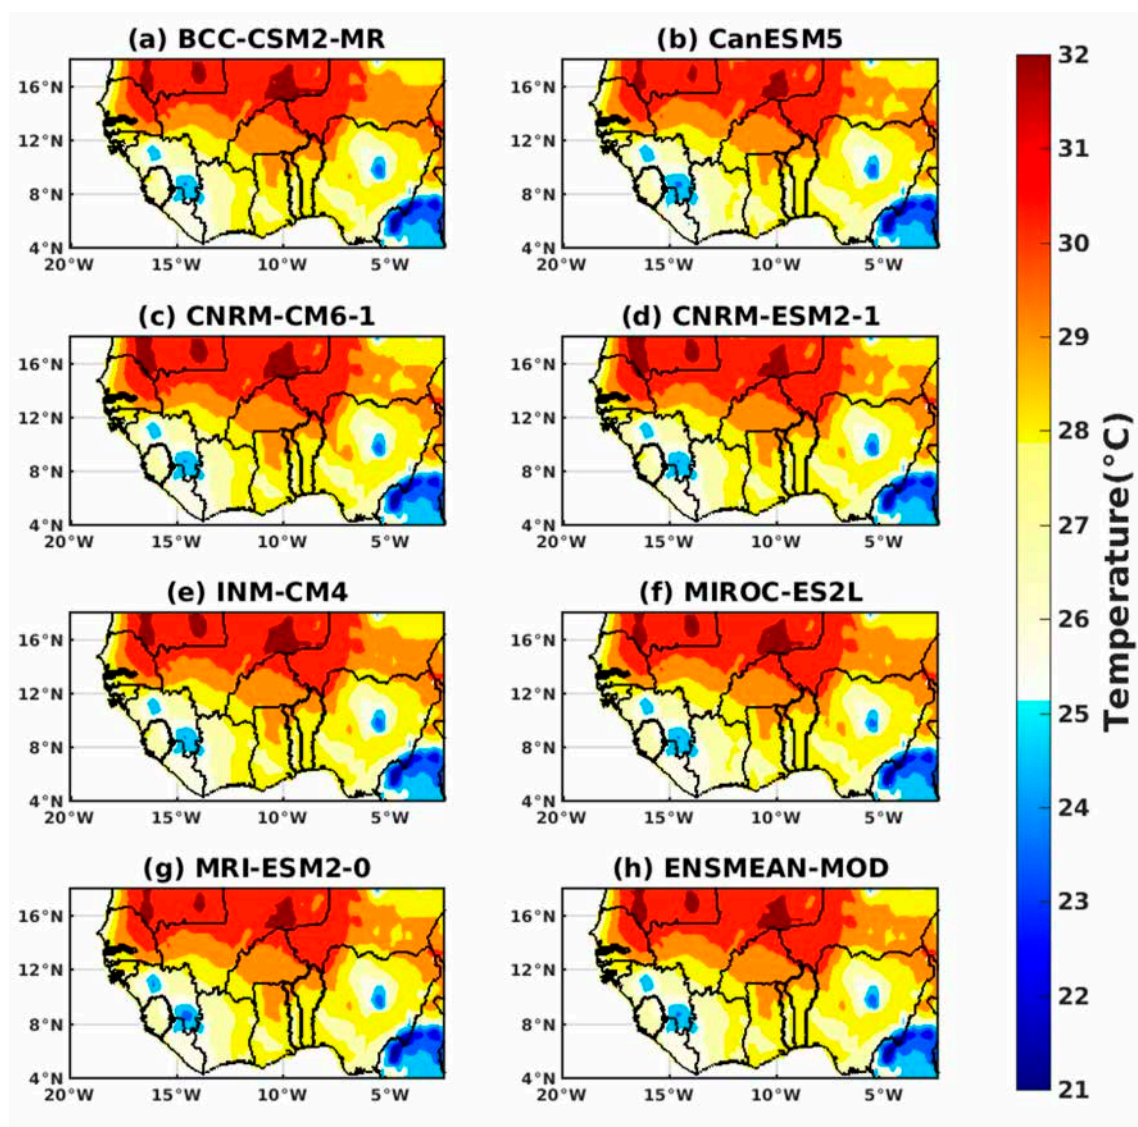 (a) BCC-CSM2-MR
(b) CanESM5
16°N
12°N
8°N
4°N
20°W 15°W 10°W 5°W
16°N
12°N
8°N
4°N
20°W 15°W 10°W 5°W
(c) CNRM-CM6-1
(d) CNRM-ESM2-1
16°N
12°N
8°N
4°N
20°W 15°W 10°W 5°W
16°N
12°N
8°N
4°N
20°W 15°W 10°W 5°W
(e) INM-CM4
(f) MIROC-ES2L
16°N
12°N
8°N
4°N
20°W 15°W 10°W 5°W
16°N
12°N
8°N
4°N
20°W 15°W 10°W 5°W
(g) MRI-ESM2-0
(h) ENSMEAN-MOD
16°N
12°N
8°N
4°N
20°W 15°W 10°W 5°W
16°N
12°N
8°N
4°N
20°W 15°W 10°W 5°W
32
31
30
29
28
27
26
25
24
23
22
21
Temperature(°C)